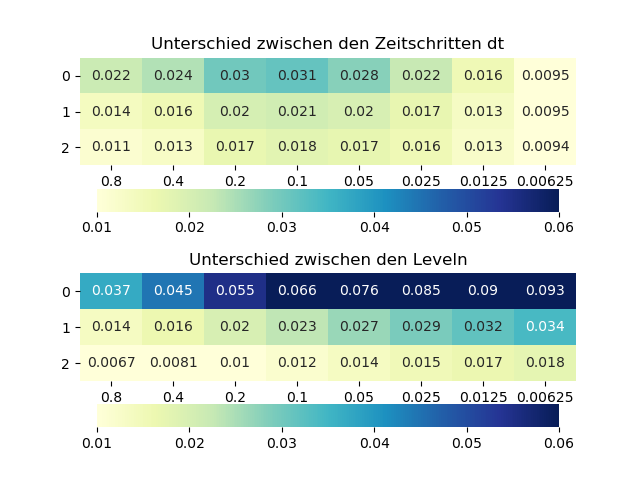 Unterschied zwischen den Zeitschritten dt
0 0.022 0.024 0.03 0.031 0.028 0.022 0.016 0.0095
1 0.014 0.016 0.02 0.021 0.02 0.017 0.013 0.0095
2 0.011 0.013 0.017 0.018 0.017 0.016 0.013 0.0094
0.8 0.4 0.2 0.1 0.05 0.025 0.0125 0.00625
0.01 0.02 0.03 0.04 0.05 0.06
Unterschied zwischen den Leveln
0 0.037 0.045 0.055 0.066 0.076 0.085 0.09 0.093
1 0.014 0.016 0.02 0.023 0.027 0.029 0.032 0.034
2 0.0067 0.0081 0.01 0.012 0.014 0.015 0.017 0.018
0.8 0.4 0.2 0.1 0.05 0.025 0.0125 0.00625
0.01 0.02 0.03 0.04 0.05 0.06